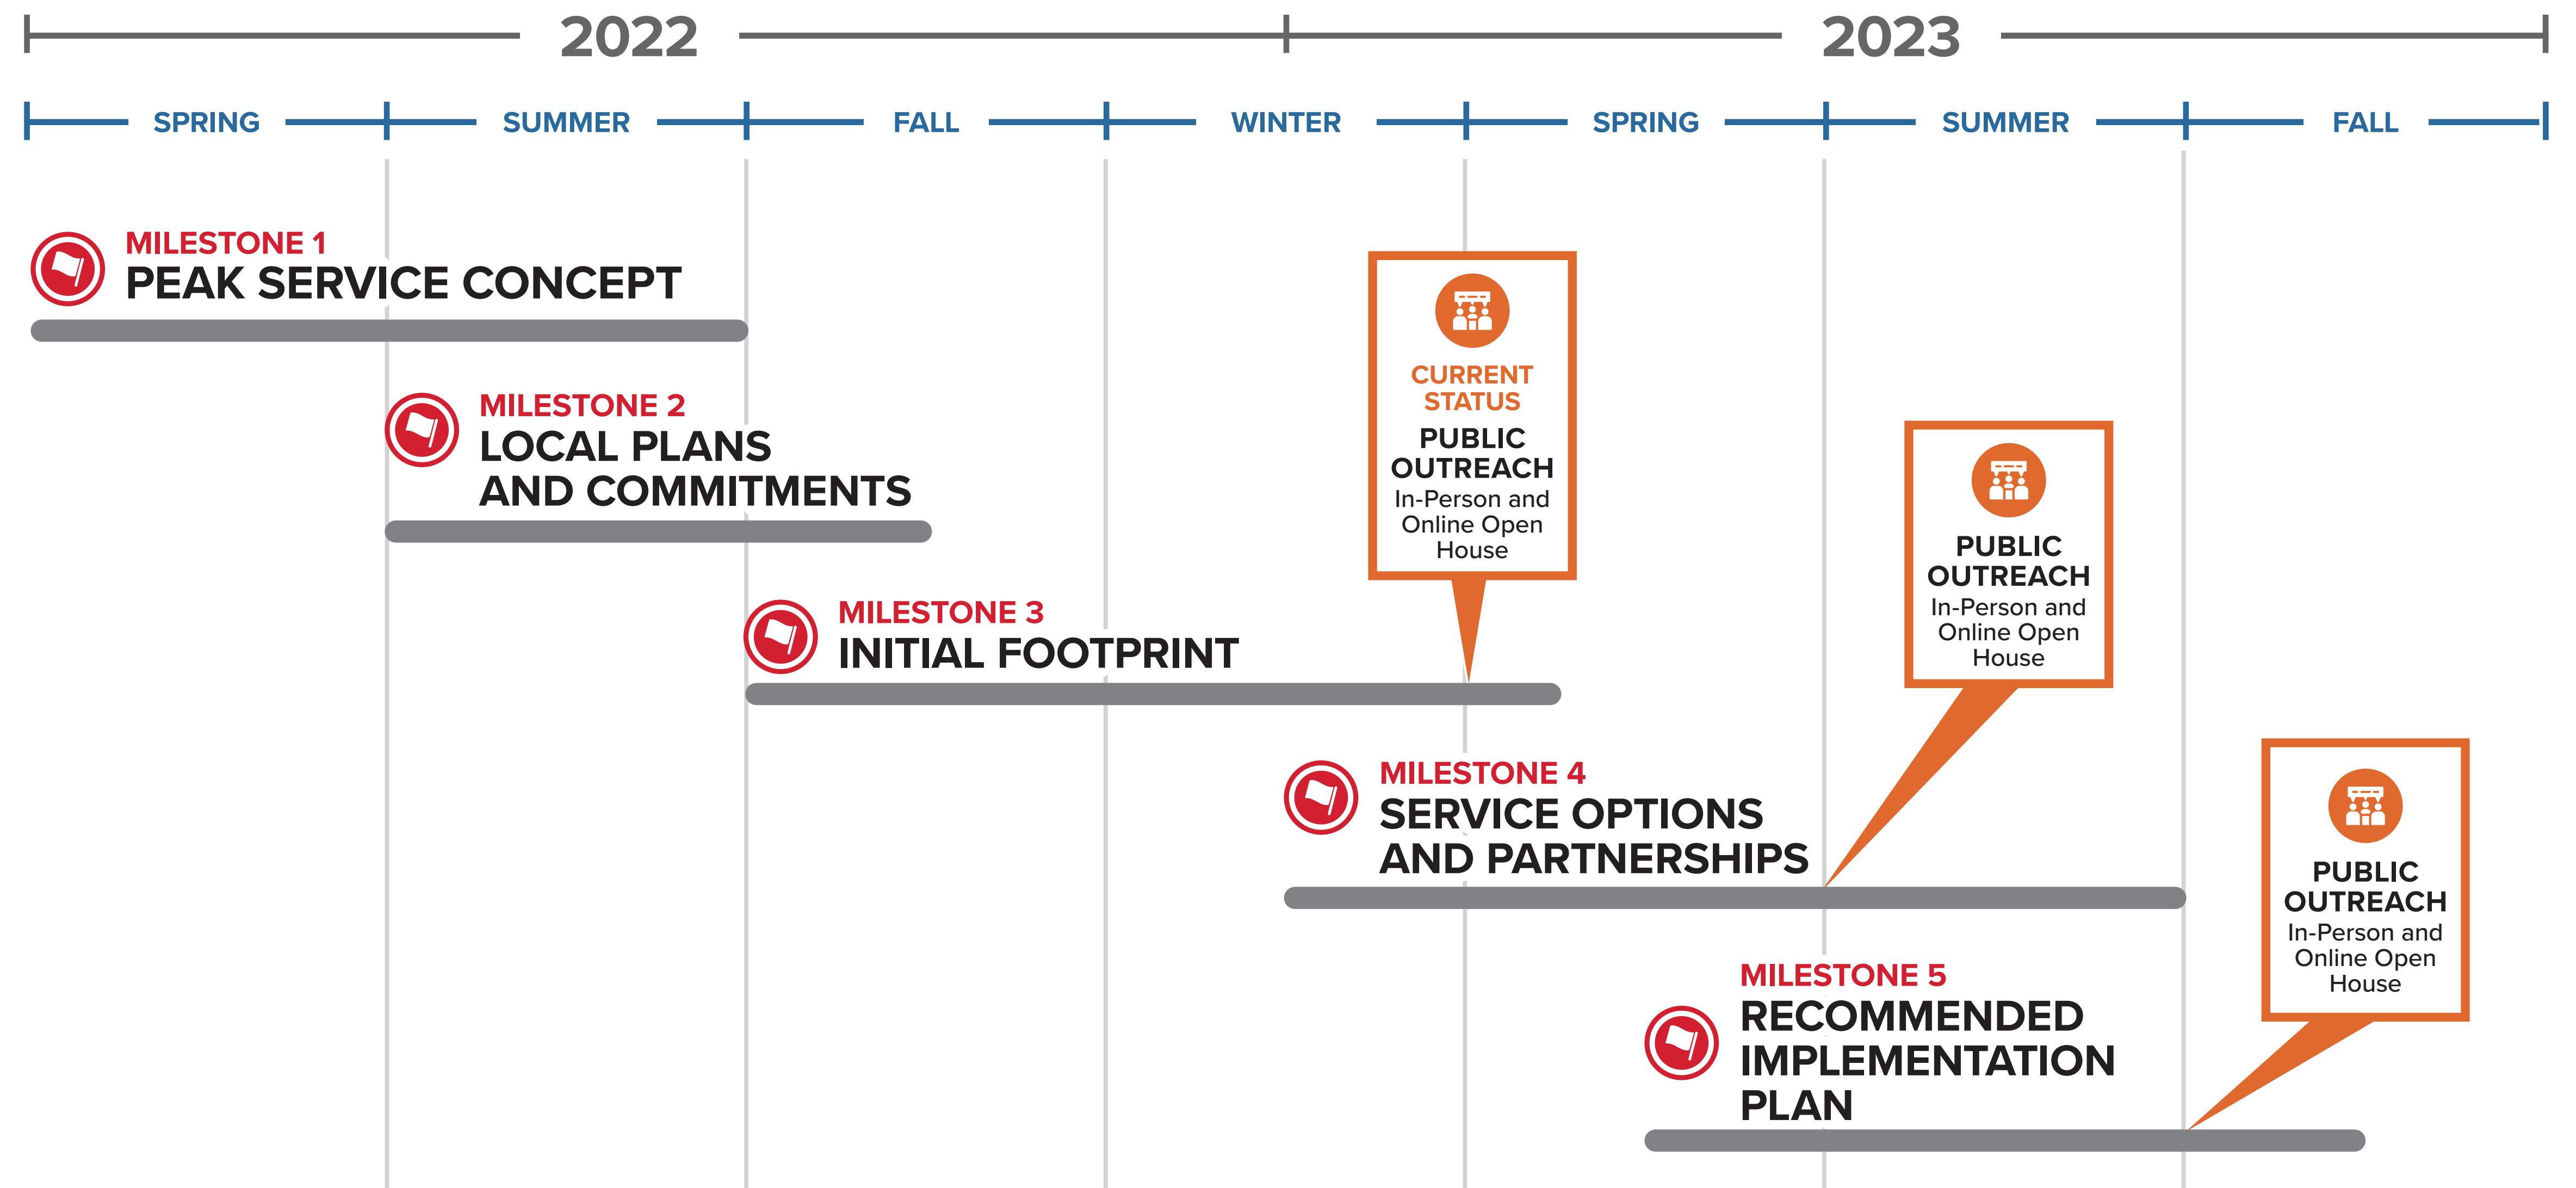 2022
2023
SPRING
SUMMER
FALL
WINTER
SPRING
SUMMER
FALL
MILESTONE 1
PEAK SERVICE CONCEPT
MILESTONE 2
LOCAL PLANS
AND COMMITMENTS
MILESTONE 3
INITIAL FOOTPRINT
CURRENT
STATUS
PUBLIC
OUTREACH
In-Person and
Online Open
House
MILESTONE 4
SERVICE OPTIONS
AND PARTNERSHIPS
PUBLIC
OUTREACH
In-Person and
Online Open
House
MILESTONE 5
RECOMMENDED
IMPLEMENTATION
PLAN
PUBLIC
OUTREACH
In-Person and
Online Open
House